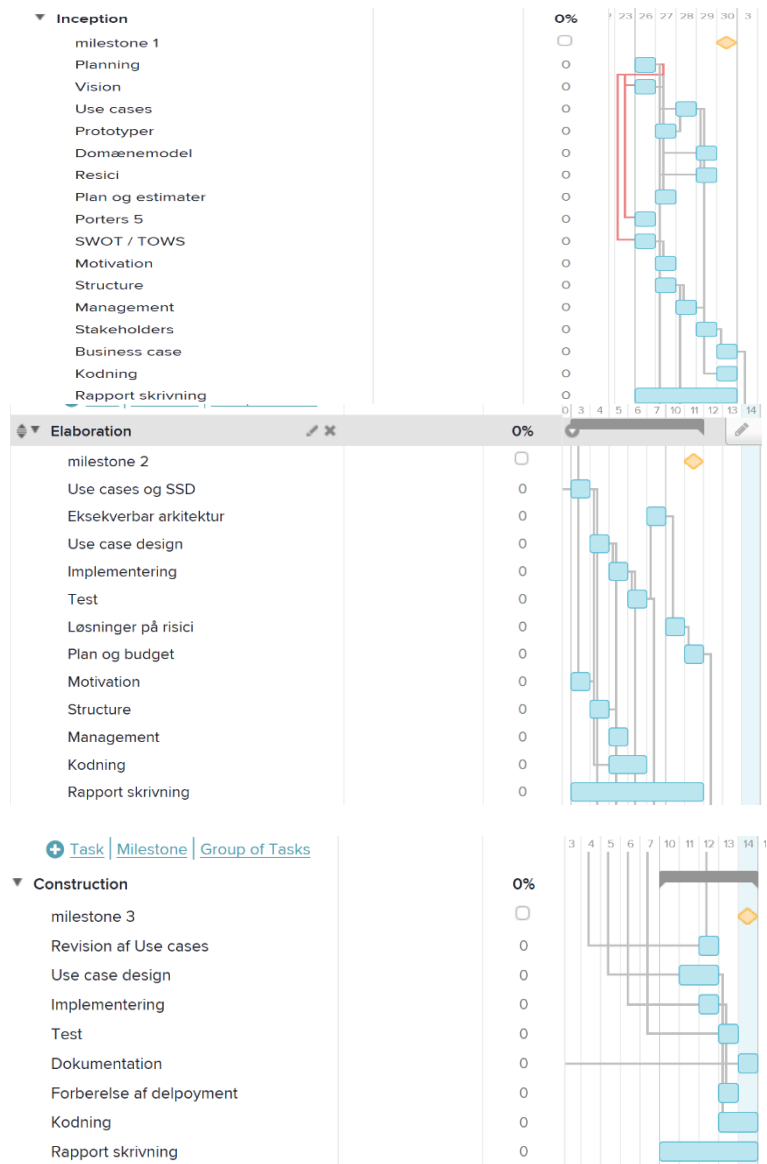 Inception 0% 23 26 27 28 29 30 3
milestone 1
Planning 0
Vision 0
Use cases 0
Prototyper 0
Domænemodel 0
Resici 0
Plan og estimater 0
Porters 5 0
SWOT / TOWS 0
Motivation 0
Structure 0
Management 0
Stakeholders 0
Business case 0
Kodning 0
Rapport skrivning 0
0 3 4 5 6 7 10 11 12 13 14
Elaboration 0%
milestone 2
Use cases og SSD 0
Eksekverbar arkitektur 0
Use case design 0
Implementering 0
Test 0
Løsninger på risici 0
Plan og budget 0
Motivation 0
Structure 0
Management 0
Kodning 0
Rapport skrivning 0
Task | Milestone | Group of Tasks 3 4 5 6 7 10 11 12 13 14 1
Construction 0%
milestone 3
Revision af Use cases 0
Use case design 0
Implementering 0
Test 0
Dokumentation 0
Forberelse af delpoyment 0
Kodning 0
Rapport skrivning 0